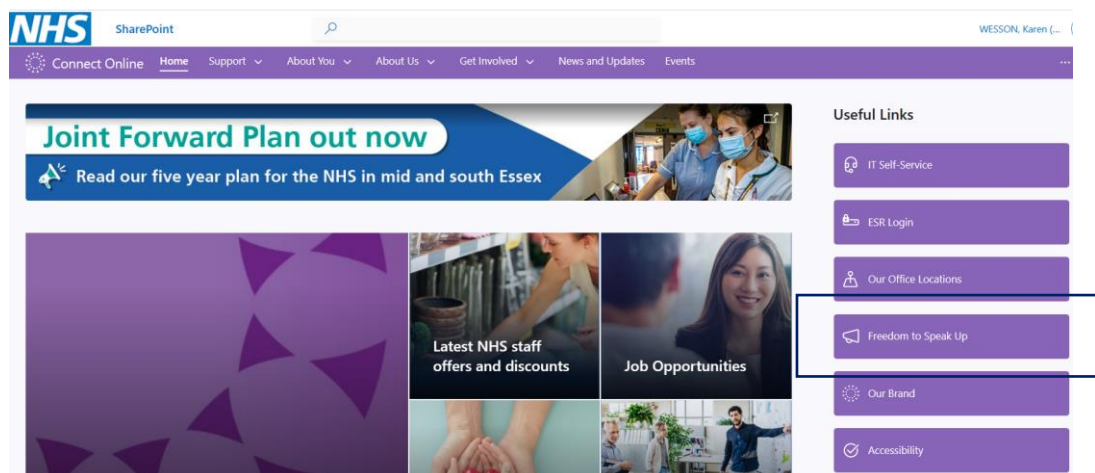 NHS
SharePoint
WESSON, Karen (...
Connect Online
Home
Support
About You
About Us
Get Involved
News and Updates
Events
...
Joint Forward Plan out now
Read our five year plan for the NHS in mid and south Essex
Useful Links
IT Self-Service
ESR Login
Our Office Locations
Freedom to Speak Up
Our Brand
Accessibility
Latest NHS staff
offers and discounts
Job Opportunities